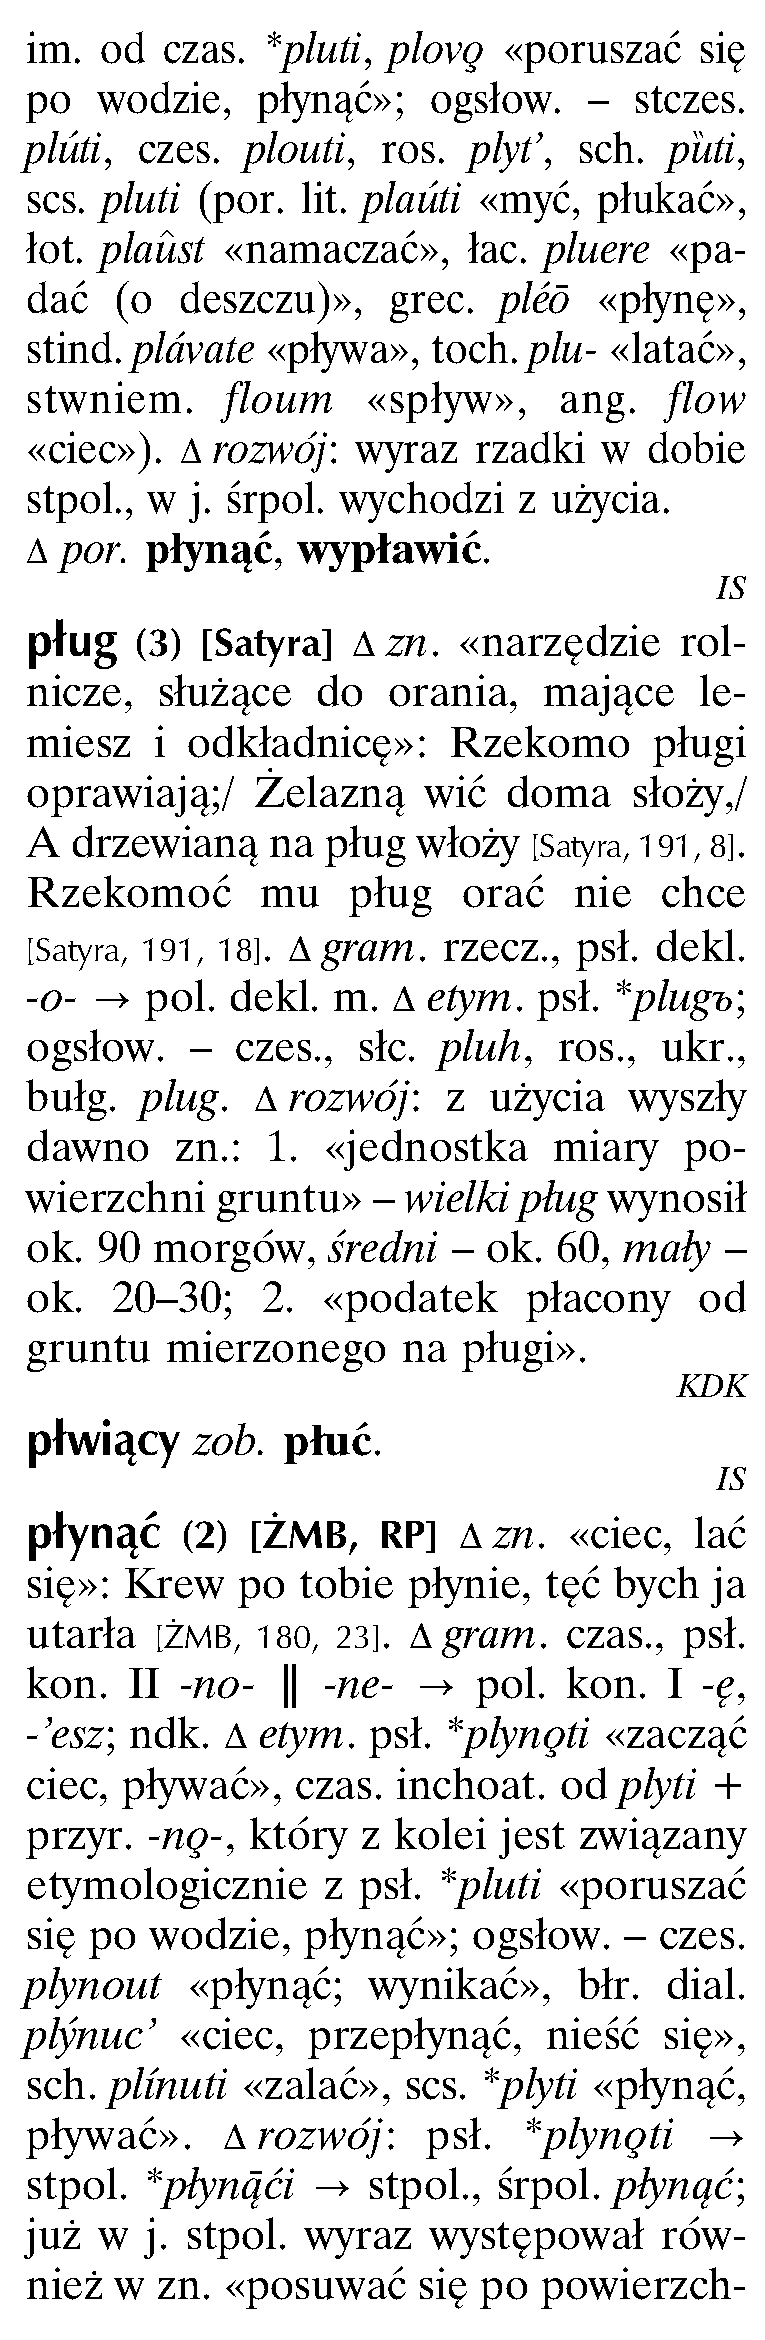 im. od czas. *pluti, plovǫ «poruszać się
po wodzie, płynąć»; ogsłow. – stczes.
plúti, czes. plouti, ros. plyt’, sch. pȕti,
scs. pluti (por. lit. plaúti «myć, płukać»,
łot. plaûst «namaczać», łac. pluere «pa-
dać (o deszczu)», grec. pléō «płynę»,
stind. plávate «pływa», toch. plu- «latać»,
stwniem. floum «spływ», ang. flow
«ciec»). Δ rozwój: wyraz rzadki w dobie
stpol., w j. śrpol. wychodzi z użycia.
Δ por. płynąć, wypławić.
IS
pług (3) [Satyra] Δ zn. «narzędzie rol-
nicze, służące do orania, mające le-
miesz i odkładnicę»: Rzekomo pługi
oprawiają;/ Żelazną wić doma słoży,/
A drzewianą na pług włoży [Satyra, 191, 8].
Rzekomoć mu pług orać nie chce
[Satyra, 191, 18]. Δ gram. rzecz., psł. dekl.
-o- → pol. dekl. m. Δ etym. psł. *plugъ;
ogsłow. – czes., słc. pluh, ros., ukr.,
bułg. plug. Δ rozwój: z użycia wyszły
dawno zn.: 1. «jednostka miary po-
wierzchni gruntu» – wielki pług wynosił
ok. 90 morgów, średni – ok. 60, mały –
ok. 20–30; 2. «podatek płacony od
gruntu mierzonego na pługi».
KDK
płwiący zob. płuć.
IS
płynąć (2) [ŻMB, RP] Δ zn. «ciec, lać
się»: Krew po tobie płynie, tęć bych ja
utarła [ŻMB, 180, 23]. Δ gram. czas., psł.
kon. II -no- ‖ -ne- → pol. kon. I -ę,
-’esz; ndk. Δ etym. psł. *plynǫti «zacząć
ciec, pływać», czas. inchoat. od plyti +
przyr. -nǫ-, który z kolei jest związany
etymologicznie z psł. *pluti «poruszać
się po wodzie, płynąć»; ogsłow. – czes.
plynout «płynąć; wynikać», błr. dial.
plýnuc’ «ciec, przepłynąć, nieść się»,
sch. plínuti «zalać», scs. *plyti «płynąć,
pływać». Δ rozwój: psł. *plynǫti →
stpol. *płyną̄ći → stpol., śrpol. płynąć;
już w j. stpol. wyraz występował rów-
nież w zn. «posuwać się po powierzch-